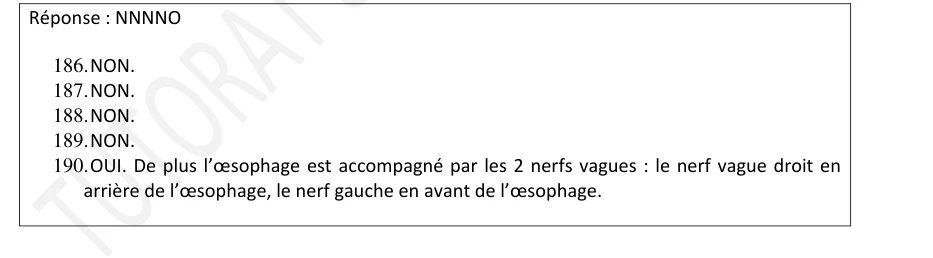 Réponse : NNNNO
186.NON.
187.NON.
188.NON.
189.NON.
190.OUI. De plus l’œsophage est accompagné par les 2 nerfs vagues : le nerf vague droit en
arrière de l’œsophage, le nerf gauche en avant de l’œsophage.
TUTORAT